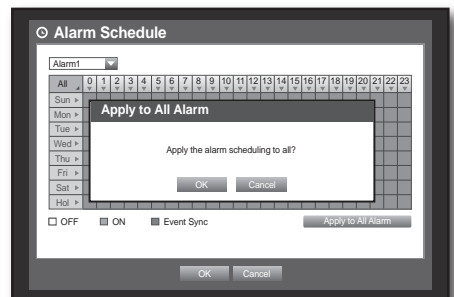 Alarm Schedule
Alarm1
All 0 1 2 3 4 5 6 7 8 9 10 11 12 13 14 15 16 17 18 19 20 21 22 23
Sun
Mon
Tue
Wed
Thu
Fri
Sat
Hol
Apply to All Alarm
Apply the alarm scheduling to all?
OK Cancel
OFF ON Event Sync Apply to All Alarm
OK Cancel